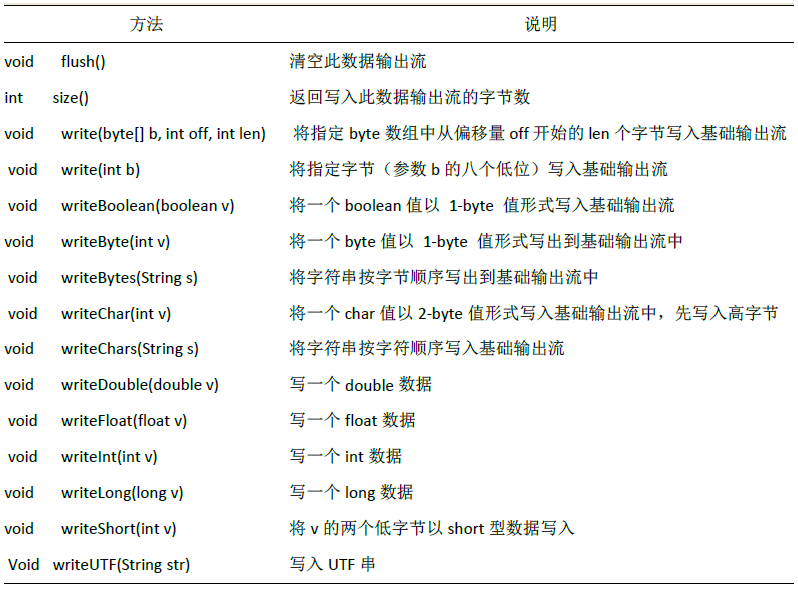 方法 说明
void flush() 清空此数据输出流
int size() 返回写入此数据输出流的字节数
void write(byte[] b, int off, int len) 将指定 byte 数组中从偏移量 off 开始的 len 个字节写入基础输出流
void write(int b) 将指定字节（参数 b 的八个低位）写入基础输出流
void writeBoolean(boolean v) 将一个 boolean 值以 1-byte 值形式写入基础输出流
void writeByte(int v) 将一个 byte 值以 1-byte 值形式写出到基础输出流中
void writeBytes(String s) 将字符串按字节顺序写出到基础输出流中
void writeChar(int v) 将一个 char 值以 2-byte 值形式写入基础输出流中，先写入高字节
void writeChars(String s) 将字符串按字符顺序写入基础输出流
void writeDouble(double v) 写一个 double 数据
void writeFloat(float v) 写一个 float 数据
void writeInt(int v) 写一个 int 数据
void writeLong(long v) 写一个 long 数据
void writeShort(int v) 将 v 的两个低字节以 short 型数据写入
Void writeUTF(String str) 写入 UTF 串